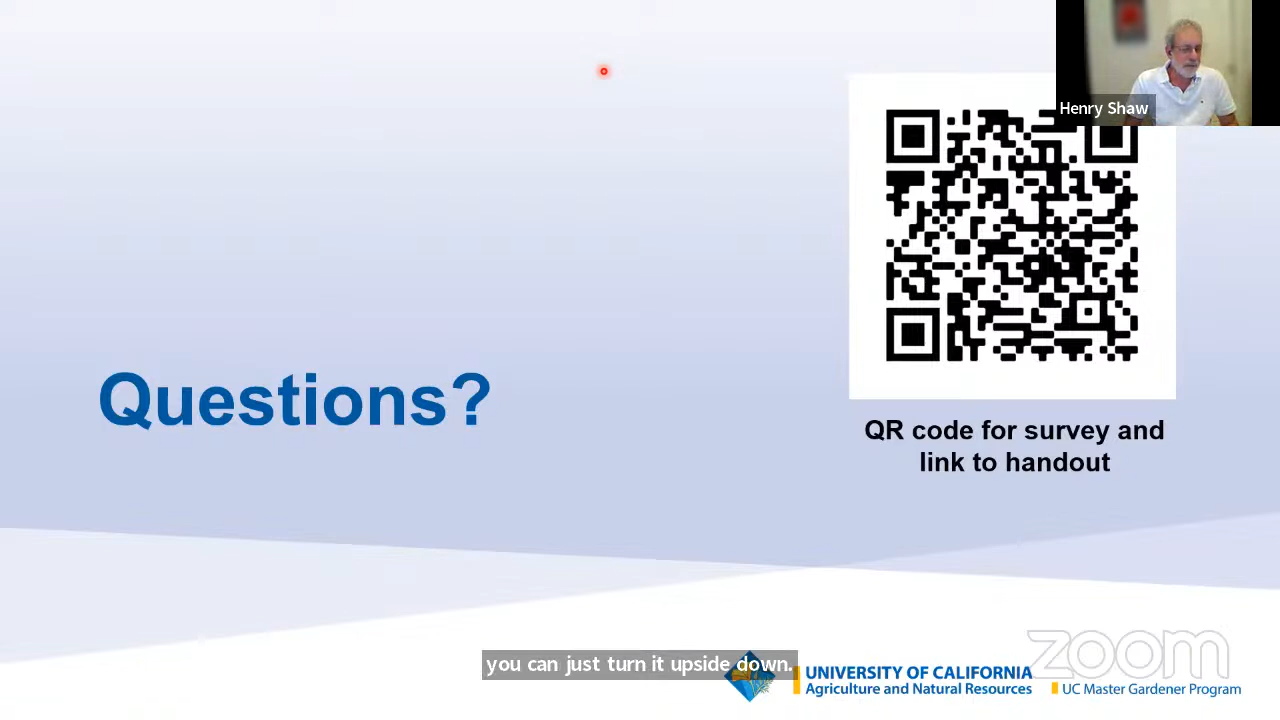 Henry Shaw
Questions?
QR code for survey and
link to handout
zoom
you can just turn it upside down.
UNIVERSITY OF CALIFORNIA
Agriculture and Natural Resources
UC Master Gardener Program